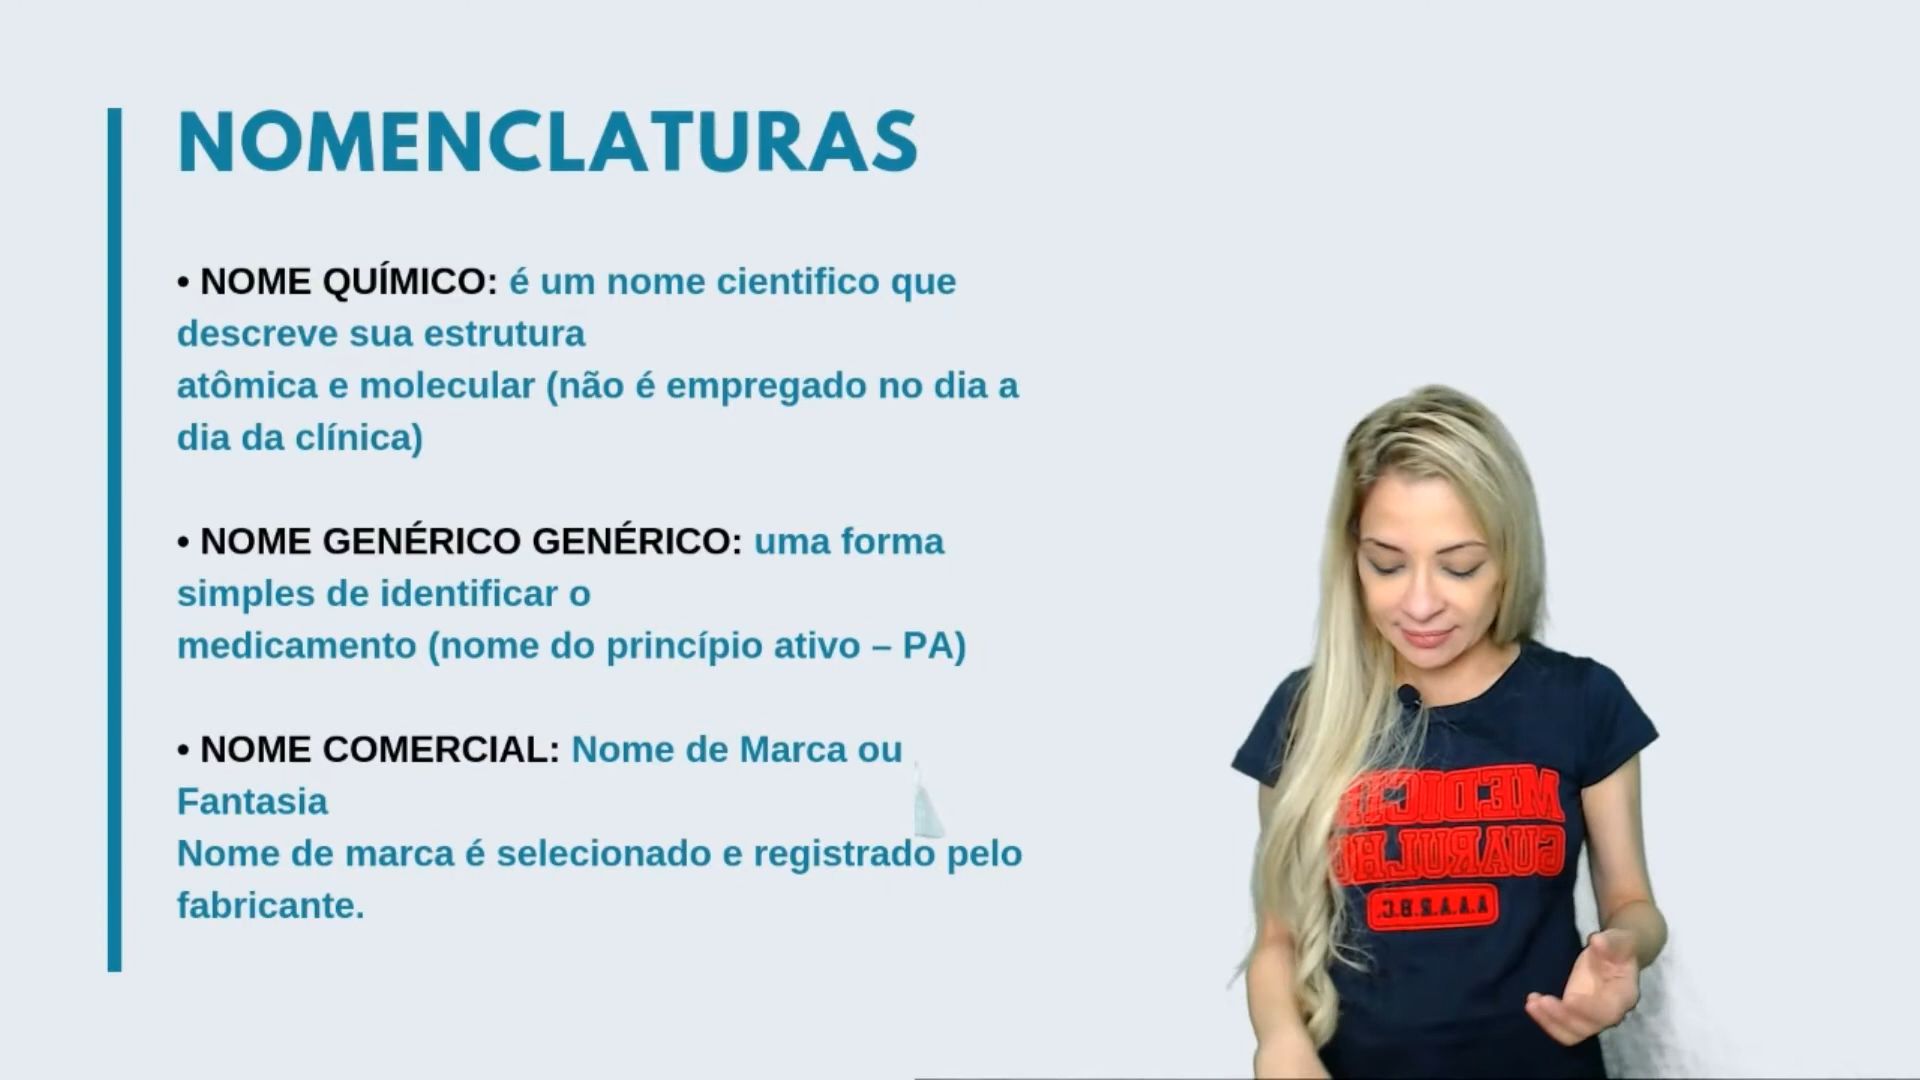 NOMENCLATURAS
• NOME QUÍMICO: é um nome cientifico que
descreve sua estrutura
atômica e molecular (não é empregado no dia a
dia da clínica)
• NOME GENÉRICO GENÉRICO: uma forma
simples de identificar o
medicamento (nome do princípio ativo – PA)
• NOME COMERCIAL: Nome de Marca ou
Fantasia
Nome de marca é selecionado e registrado pelo
fabricante.